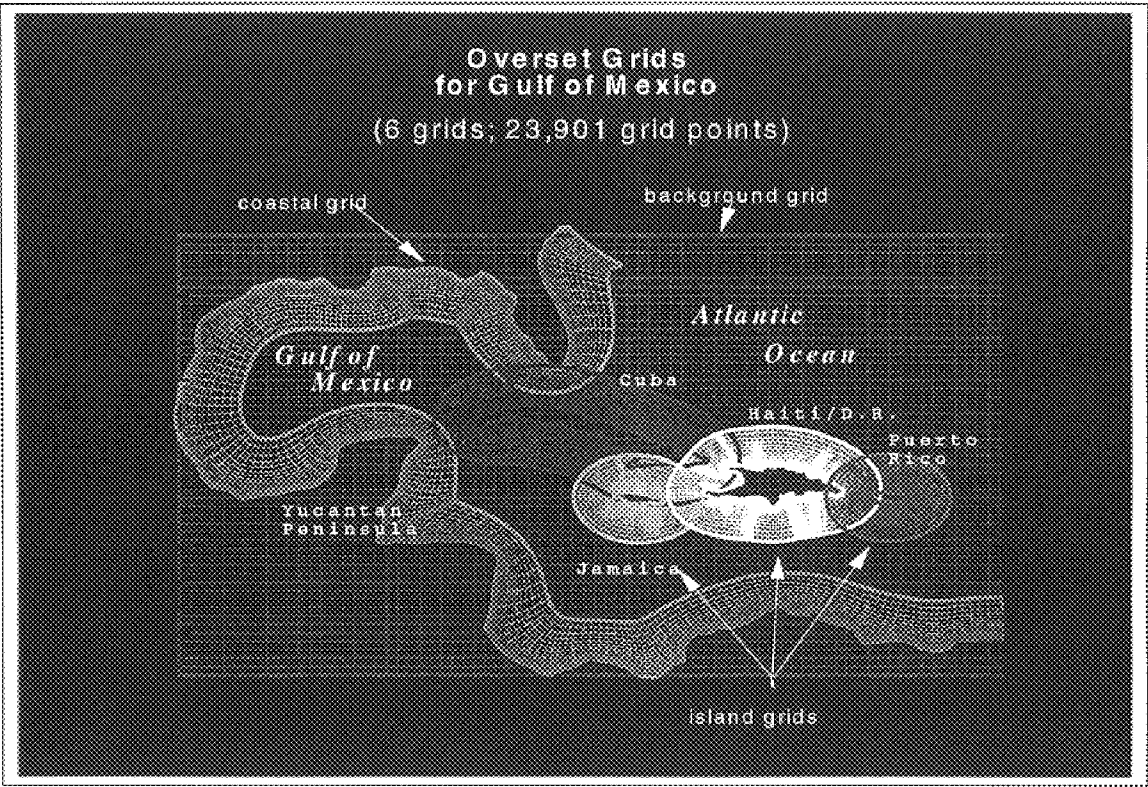 Overset Grids
for Gulf of Mexico
(6 grids; 23,901 grid points)
coastal grid
background grid
Atlantic
Ocean
Gulf of
Mexico
Cuba
Haiti/D.R.
Puerto
Rico
Yucantan
Peninsula
Jamaica
island grids